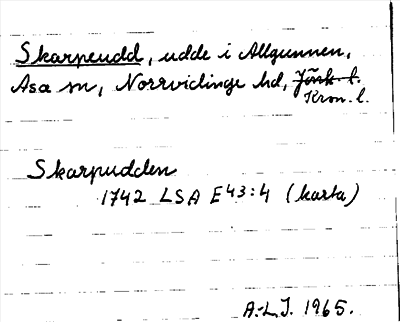 Skarpeudd, udde i Allgunnen,
Asa sn, Norrvidinge hd, Jönk. l.
Kron. l.
Skarpudden
1742 LSA E43:4 (karta)
A.-L.J. 1965.